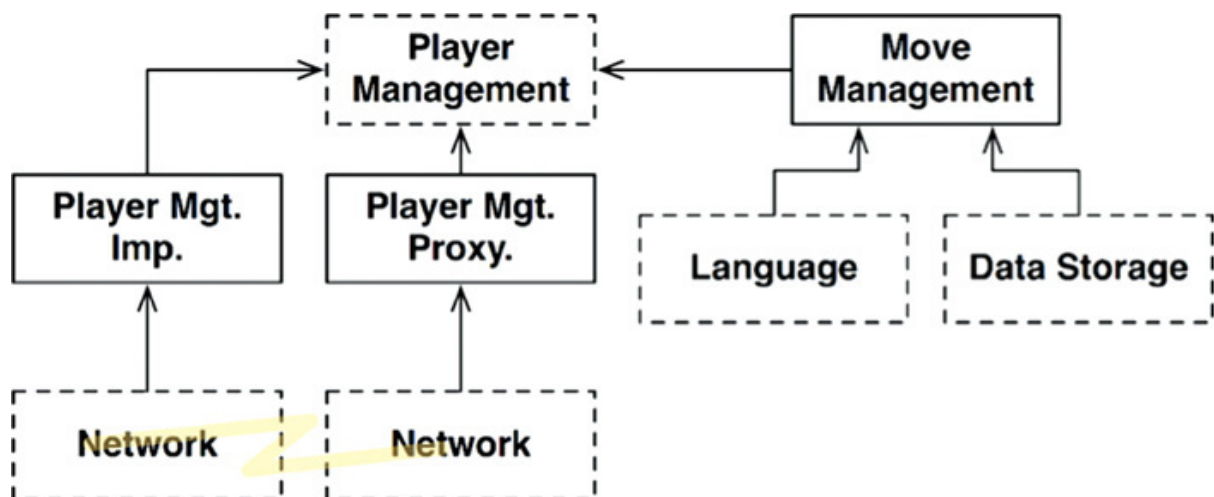 Player
Management
Move
Management
Player Mgt.
Imp.
Player Mgt.
Proxy.
Language
Data Storage
Network
Network